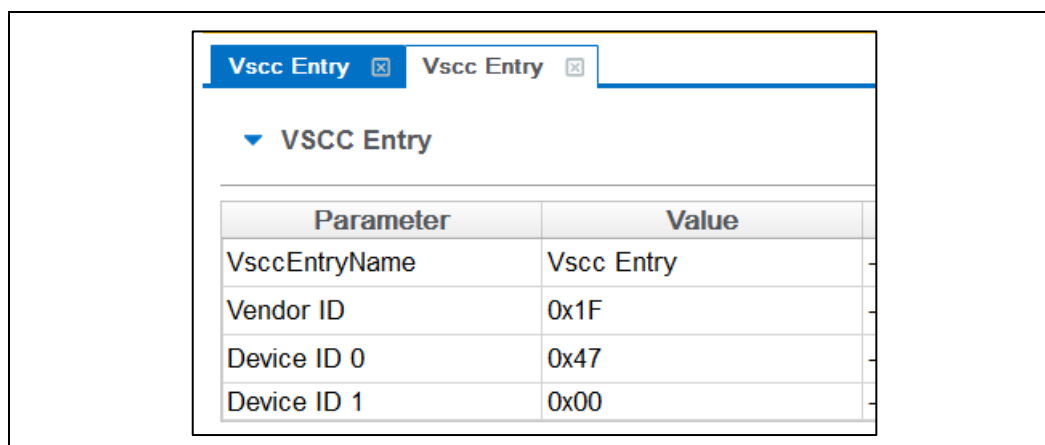 Vscc Entry Vscc Entry
VSCC Entry
Parameter Value
VsccEntryName Vscc Entry
Vendor ID 0x1F
Device ID 0 0x47
Device ID 1 0x00